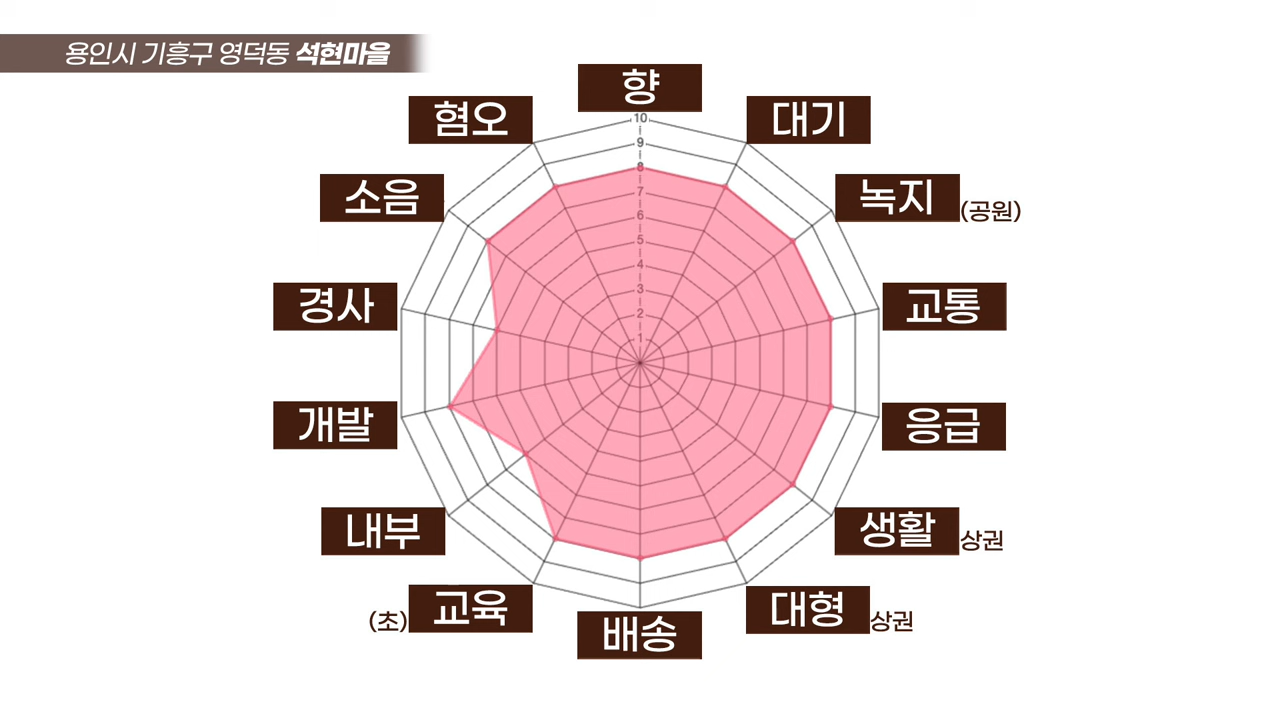 용인시 기흥구 영덕동 석현마을
향
혐오
대기
소음
녹지 (공원)
경사
교통
개발
응급
내부
생활 상권
(초) 교육
대형 상권
배송
10
9
8
7
6
5
4
3
2
1